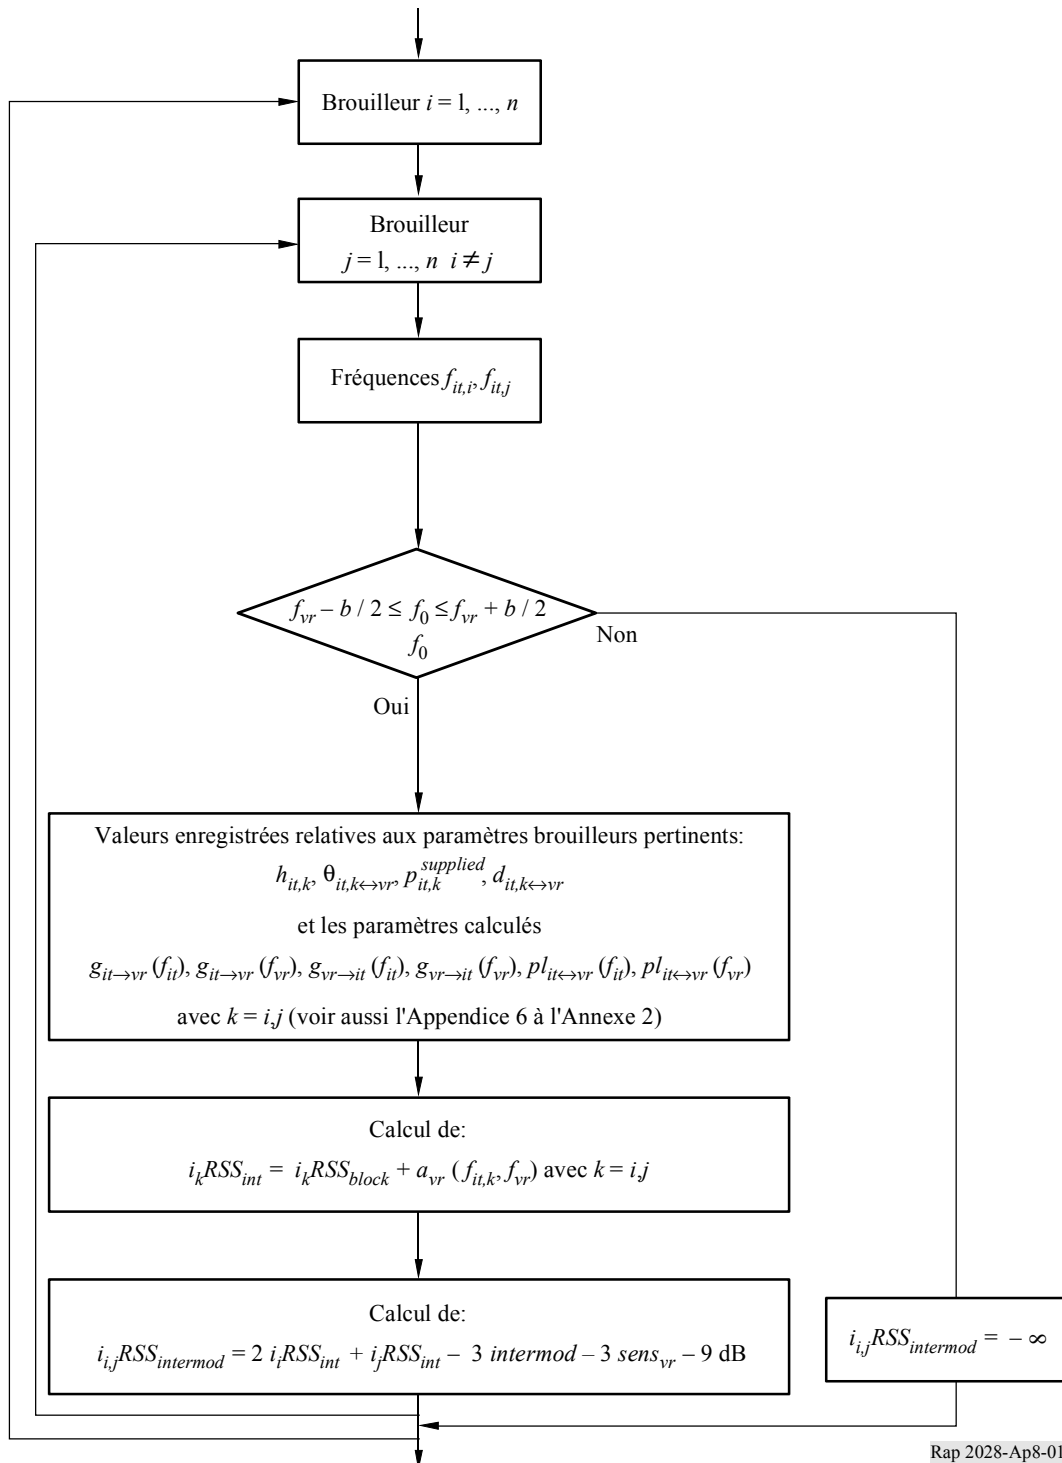 Brouilleur i = l, ..., n
Brouilleur
j = l, ..., n i ≠ j
Fréquences f_{it,i}, f_{it,j}
f_{vr} – b / 2 ≤ f_0 ≤ f_{vr} + b / 2
f_0
Non
Oui
Valeurs enregistrées relatives aux paramètres brouilleurs pertinents:
h_{it,k}, θ_{it,k↔vr}, p_{it,k}^{supplied}, d_{it,k↔vr}
et les paramètres calculés
g_{it→vr} (f_{it}), g_{it→vr} (f_{vr}), g_{vr→it} (f_{it}), g_{vr→it} (f_{vr}), pl_{it↔vr} (f_{it}), pl_{it↔vr} (f_{vr})
avec k = i,j (voir aussi l'Appendice 6 à l'Annexe 2)
Calcul de:
i_kRSS_{int} = i_kRSS_{block} + a_{vr} (f_{it,k}, f_{vr}) avec k = i,j
Calcul de:
i_{i,j}RSS_{intermod} = 2 i_iRSS_{int} + i_jRSS_{int} – 3 intermod – 3 sens_{vr} – 9 dB
i_{i,j}RSS_{intermod} = – ∞
Rap 2028-Ap8-01